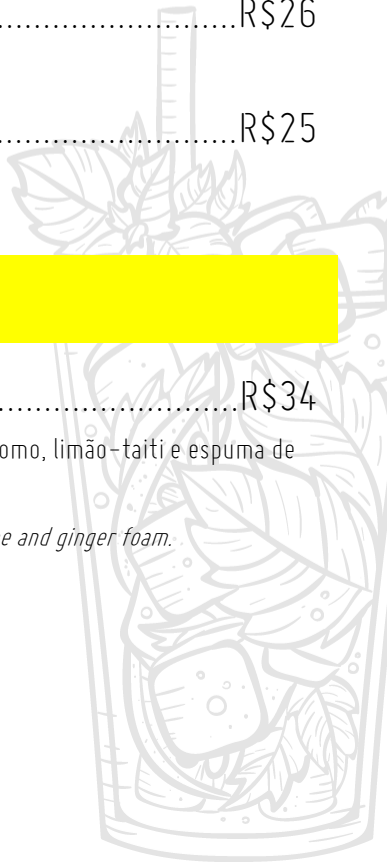 ..............................R$26
..............................R$25
..............................R$34
omo, limão-taiti e espuma de
e and ginger foam.